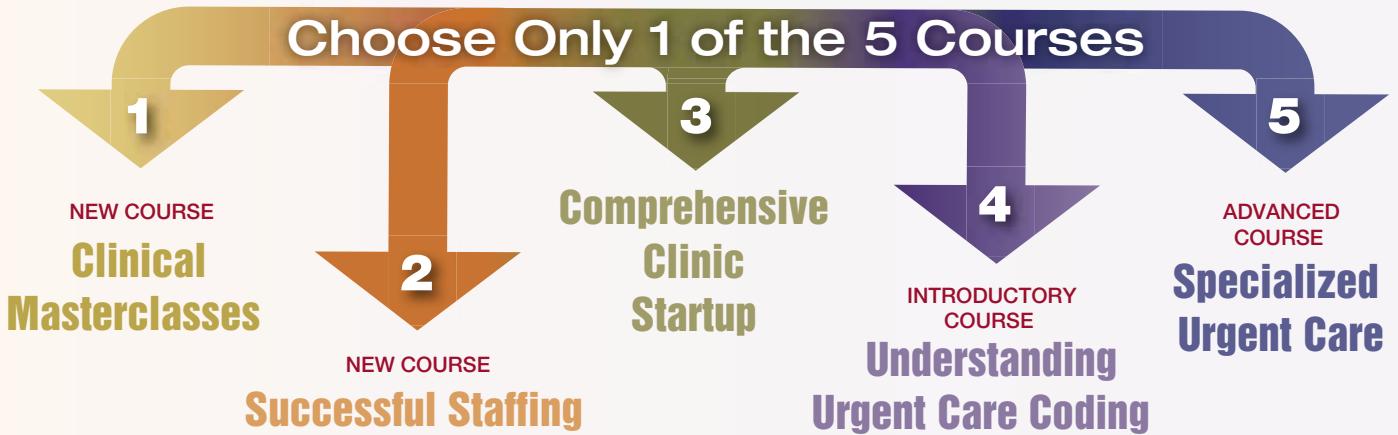 Choose Only 1 of the 5 Courses
1
NEW COURSE
Clinical
Masterclasses
2
NEW COURSE
Successful Staffing
3
Comprehensive
Clinic
Startup
4
INTRODUCTORY
COURSE
Understanding
Urgent Care Coding
5
ADVANCED
COURSE
Specialized
Urgent Care